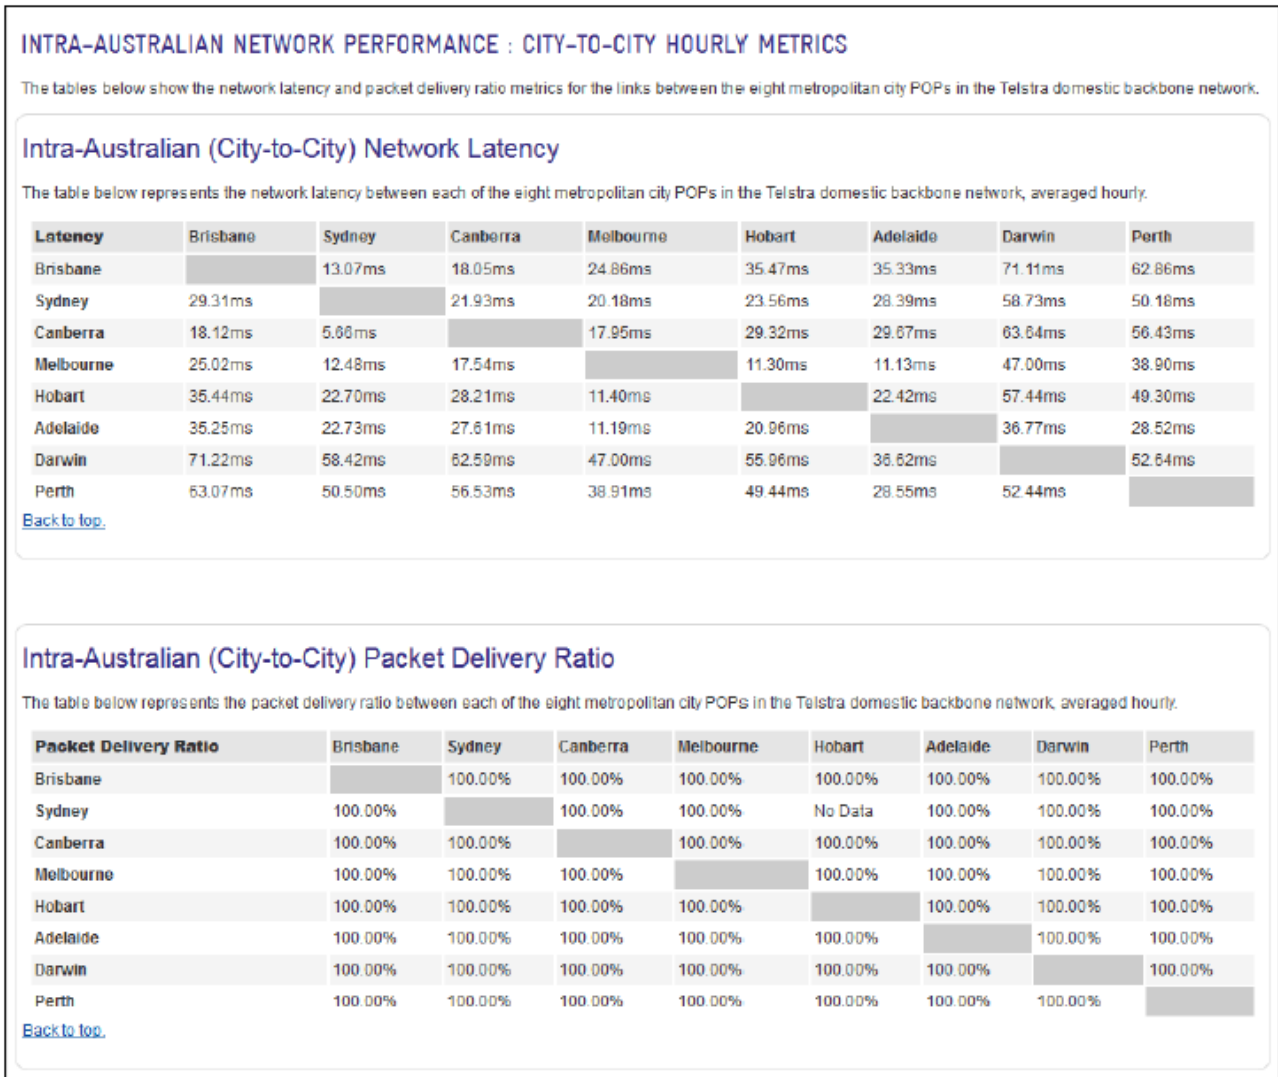 INTRA-AUSTRALIAN NETWORK PERFORMANCE : CITY-TO-CITY HOURLY METRICS
The tables below show the network latency and packet delivery ratio metrics for the links between the eight metropolitan city POPs in the Telstra domestic backbone network.
Intra-Australian (City-to-City) Network Latency
The table below represents the network latency between each of the eight metropolitan city POPs in the Telstra domestic backbone network, averaged hourly.
Latency Brisbane Sydney Canberra Melbourne Hobart Adelaide Darwin Perth
Brisbane 13.07ms 18.05ms 24.86ms 35.47ms 35.33ms 71.11ms 62.86ms
Sydney 29.31ms 21.93ms 20.18ms 23.56ms 28.39ms 58.73ms 50.18ms
Canberra 18.12ms 5.66ms 17.95ms 29.32ms 29.67ms 63.64ms 56.43ms
Melbourne 25.02ms 12.48ms 17.54ms 11.30ms 11.13ms 47.00ms 38.90ms
Hobart 35.44ms 22.70ms 28.21ms 11.40ms 22.42ms 57.44ms 49.30ms
Adelaide 35.25ms 22.73ms 27.61ms 11.19ms 20.96ms 36.77ms 28.52ms
Darwin 71.22ms 58.42ms 62.59ms 47.00ms 55.96ms 36.62ms 52.64ms
Perth 63.07ms 50.50ms 56.53ms 38.91ms 49.44ms 28.55ms 52.44ms
Back to top.
Intra-Australian (City-to-City) Packet Delivery Ratio
The table below represents the packet delivery ratio between each of the eight metropolitan city POPs in the Telstra domestic backbone network, averaged hourly.
Packet Delivery Ratio Brisbane Sydney Canberra Melbourne Hobart Adelaide Darwin Perth
Brisbane 100.00% 100.00% 100.00% 100.00% 100.00% 100.00% 100.00%
Sydney 100.00% 100.00% 100.00% No Data 100.00% 100.00% 100.00%
Canberra 100.00% 100.00% 100.00% 100.00% 100.00% 100.00% 100.00%
Melbourne 100.00% 100.00% 100.00% 100.00% 100.00% 100.00% 100.00%
Hobart 100.00% 100.00% 100.00% 100.00% 100.00% 100.00% 100.00%
Adelaide 100.00% 100.00% 100.00% 100.00% 100.00% 100.00% 100.00%
Darwin 100.00% 100.00% 100.00% 100.00% 100.00% 100.00% 100.00%
Perth 100.00% 100.00% 100.00% 100.00% 100.00% 100.00% 100.00%
Back to top.